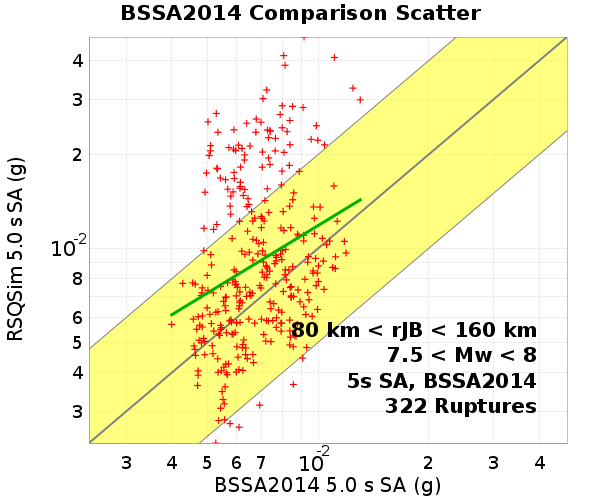 BSSA2014 Comparison Scatter
RSQSim 5.0 s SA (g)
4
3
2
10-2
8
6
5
4
3
80 km < rJB < 160 km
7.5 < Mw < 8
5s SA, BSSA2014
322 Ruptures
3 4 5 6 7 10-2 2 3 4
BSSA2014 5.0 s SA (g)